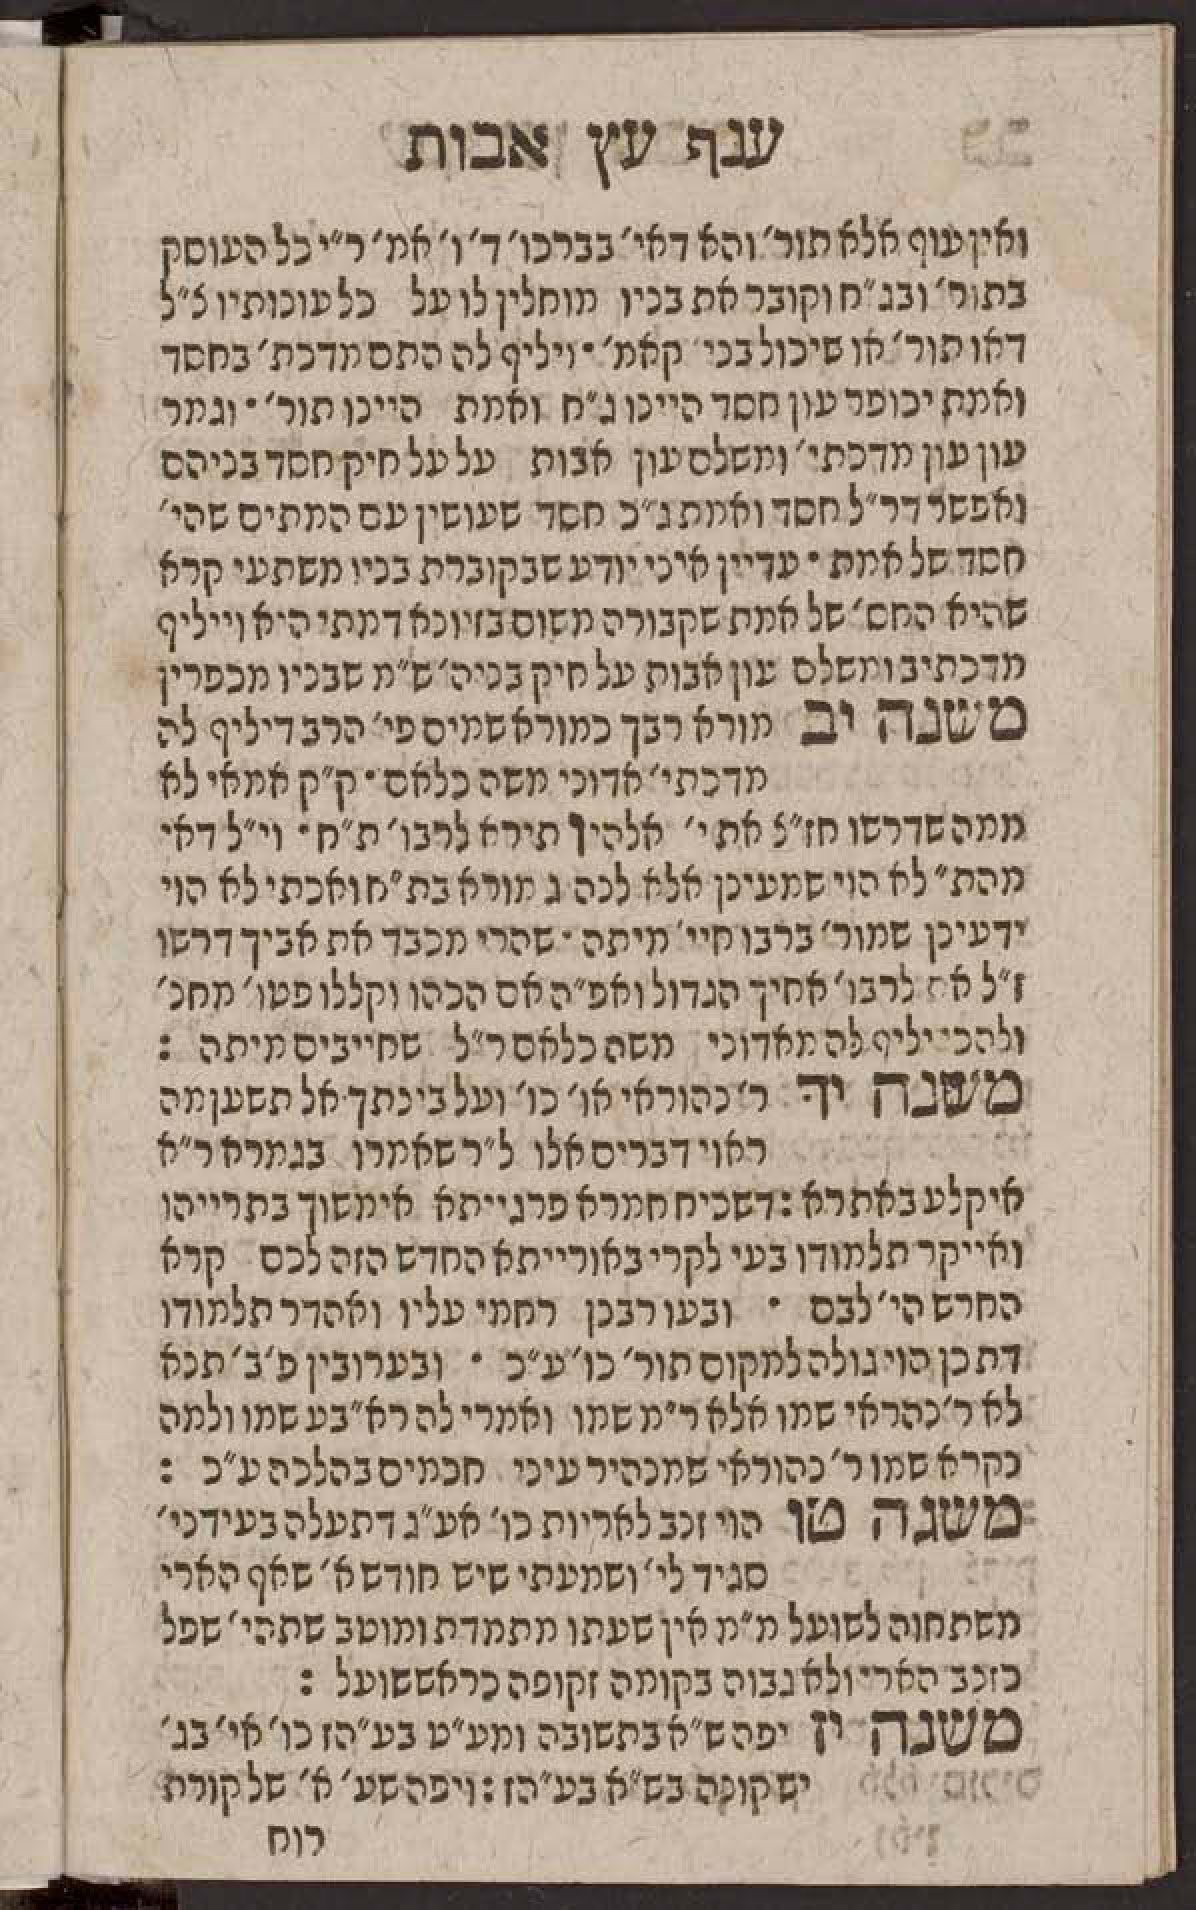 ענף עץ אבות
ואין עוף אלא תור׳ והא דאי׳ בברכו׳ ד׳ ו׳ אמ׳ ר״י כל העוסק
בתור׳ ובג״ח וקובר את בניו מוחלין לו על כל עונותיו ל״ל
דאו תור׳ או שיכול בני קאמ׳ • ויליף לה התם מדכת׳ בחסד
ואמת יכופר עון חסד היינו ג״ח ואמת היינו תור׳ • וגמר
עון עון מדכתי׳ ומשלם עון אבות על על חיק חסד בניהם
ואפשר דר״ל חסד ואמת ג״כ חסד שעושין עם המתים שהי׳
חסד של אמת • עדיין איני יודע שבקוברת בניו משתעי קרא
שהיא החס׳ של אמת שקבורה משום בזיונא דמתי היא וייליף
מדכתיב ומשלם עון אבות על חיק בניה׳ ש״מ שבניו מכפרין
משנה יב מורא רבך כמורא שמים פי׳ הרב דיליף לה
מדכתי׳ אדוני משה כלאם • ק״ק אמאי לא
ממה שדרשו חז״ל את י׳ אלהיך תירא לרבו׳ ת״ח • וי״ל דאי
מהת״ לא הוי שמעינן אלא לכה ג מורא בת״ח ואכתי לא הוי
ידעינן שמור׳ ברבו חיי׳ מיתה • שהרי מכבד את אביך דרשו
ז״ל את לרבו׳ אחיך הגדול ואפ״ה אם הכהו וקללו פטו׳ מחנ׳
ולהכי יליף לה מאדוני משה כלאם ר״ל שחייבים מיתה :
משנה יד ר׳ נהוראי או׳ כו׳ ועל בינתך אל תשען מה
ראוי דברים אלו ל״ר שאמרו בגמרא ר״א
איקלע באתרא : דשכיח חמרא פרגייתא אימשוך בתרייהו
ואייקר תלמודו בעי לקרי באורייתא החדש הזה לכם קרא
החרש הי׳ לבם • ובעו רבנן רחמי עליו ואהדר תלמודו
דתכן הוי גולה למקום תור׳ כו׳ ע״כ • ובערובין פ׳ ב׳ תנא
לא ר׳ נהראי שמו אלא ר״מ שמו ואמרי לה רא״בע שמו ולמה
נקרא שמו ר׳ נהוראי שמנהיר עיני חכמים בהלכה ע״כ :
משנה טו הוי זנב לאריות כו׳ אע״ג דתעלה בעידני׳
סגיד לי׳ ושמעתי שיש חודש א׳ שאף הארי
משתחוה לשועל מ״מ אין שעתו מתמדת ומוטב שתהי׳ שפל
כזנב הארי ולא גבוה בקומה זקופה כראש שועל :
משנה יז יפה ש״א בתשובה ומע״ט בע״הז כו׳ אי׳ בג׳
יש קופה בש״א בע״הז : ויפה שע׳ א׳ של קורת
רוח